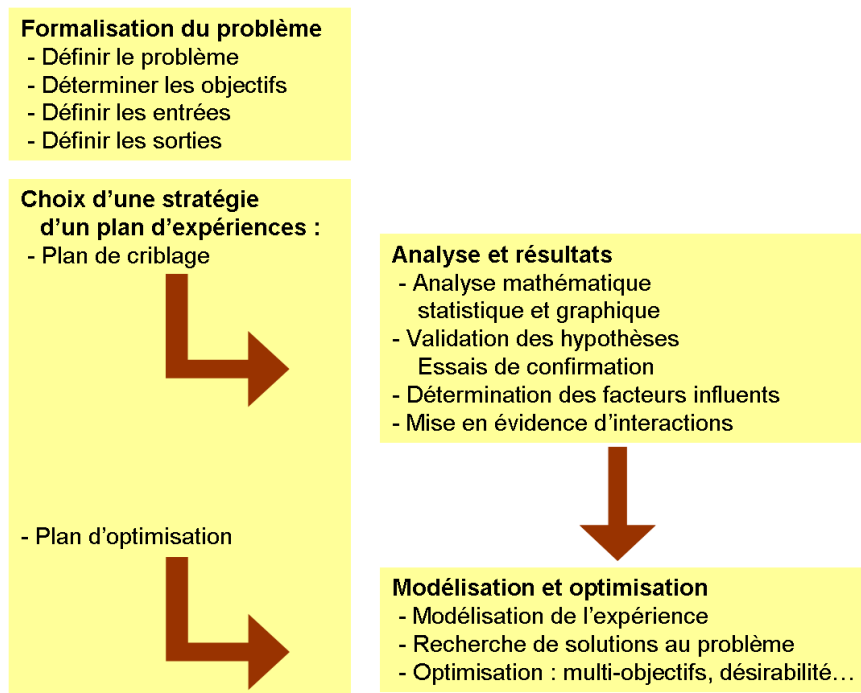 Formalisation du problème
- Définir le problème
- Déterminer les objectifs
- Définir les entrées
- Définir les sorties
Choix d’une stratégie
d’un plan d’expériences :
- Plan de criblage
Analyse et résultats
- Analyse mathématique
statistique et graphique
- Validation des hypothèses
Essais de confirmation
- Détermination des facteurs influents
- Mise en évidence d’interactions
- Plan d’optimisation
Modélisation et optimisation
- Modélisation de l’expérience
- Recherche de solutions au problème
- Optimisation : multi-objectifs, désirabilité…